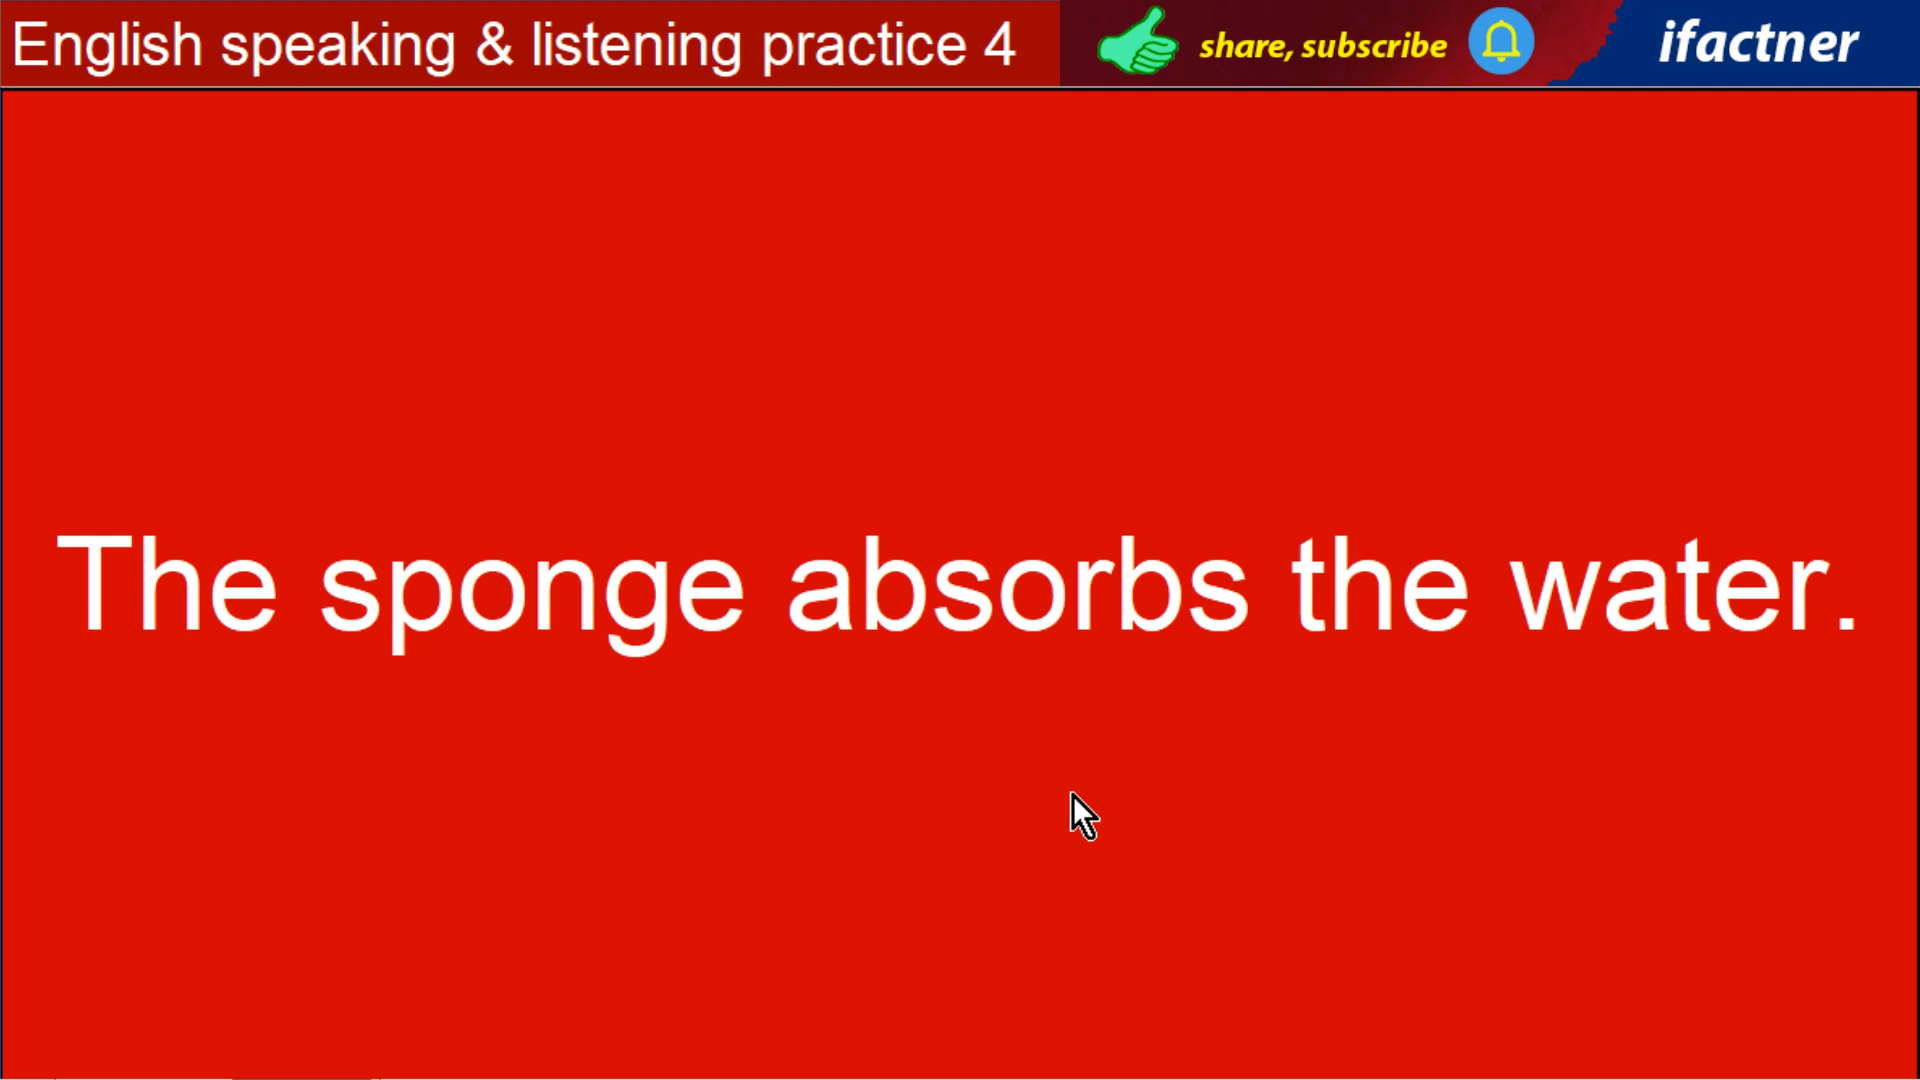 English speaking & listening practice 4
share, subscribe
ifactner
The sponge absorbs the water.